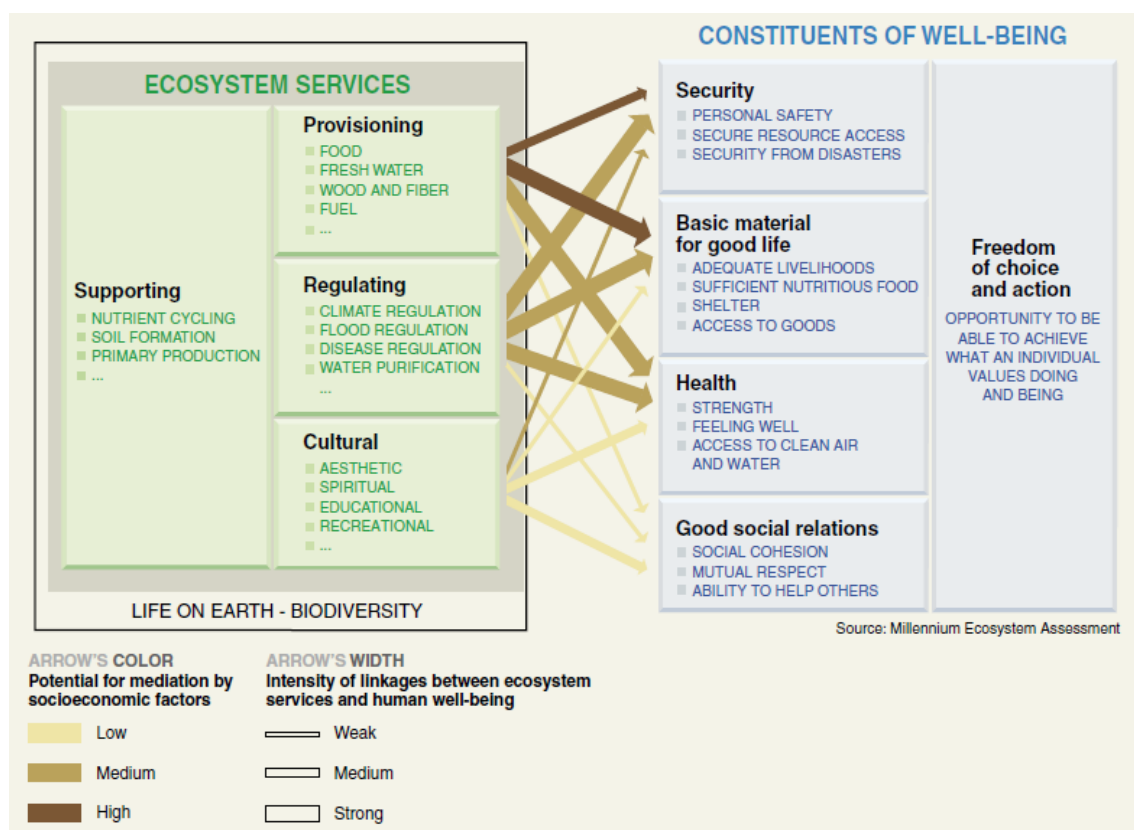 CONSTITUENTS OF WELL-BEING
ECOSYSTEM SERVICES
Supporting
NUTRIENT CYCLING
SOIL FORMATION
PRIMARY PRODUCTION
...
Provisioning
FOOD
FRESH WATER
WOOD AND FIBER
FUEL
...
Regulating
CLIMATE REGULATION
FLOOD REGULATION
DISEASE REGULATION
WATER PURIFICATION
...
Cultural
AESTHETIC
SPIRITUAL
EDUCATIONAL
RECREATIONAL
...
LIFE ON EARTH - BIODIVERSITY
Security
PERSONAL SAFETY
SECURE RESOURCE ACCESS
SECURITY FROM DISASTERS
Basic material
for good life
ADEQUATE LIVELIHOODS
SUFFICIENT NUTRITIOUS FOOD
SHELTER
ACCESS TO GOODS
Health
STRENGTH
FEELING WELL
ACCESS TO CLEAN AIR
AND WATER
Good social relations
SOCIAL COHESION
MUTUAL RESPECT
ABILITY TO HELP OTHERS
Freedom
of choice
and action
OPPORTUNITY TO BE
ABLE TO ACHIEVE
WHAT AN INDIVIDUAL
VALUES DOING
AND BEING
Source: Millennium Ecosystem Assessment
ARROW'S COLOR
Potential for mediation by
socioeconomic factors
Low
Medium
High
ARROW'S WIDTH
Intensity of linkages between ecosystem
services and human well-being
Weak
Medium
Strong